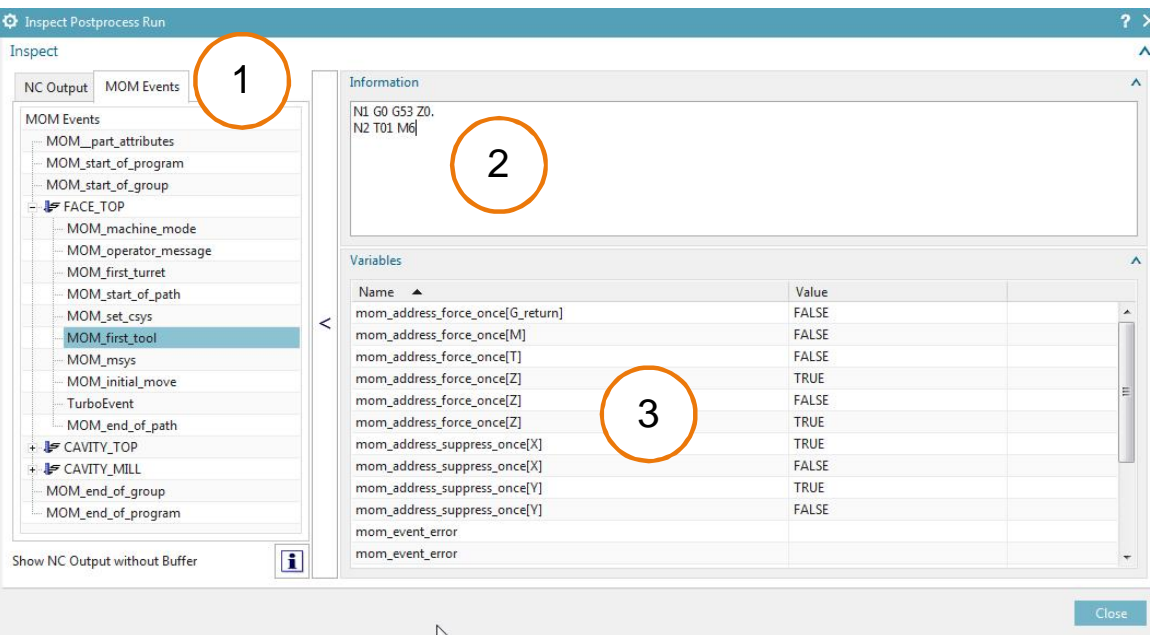 Inspect Postprocess Run
?
Inspect
NC Output
MOM Events
1
MOM Events
MOM__part_attributes
MOM_start_of_program
MOM_start_of_group
FACE_TOP
MOM_machine_mode
MOM_operator_message
MOM_first_turret
MOM_start_of_path
MOM_set_csys
MOM_first_tool
MOM_msys
MOM_initial_move
TurboEvent
MOM_end_of_path
CAVITY_TOP
CAVITY_MILL
MOM_end_of_group
MOM_end_of_program
Show NC Output without Buffer
<
Information
N1 G0 G53 Z0.
N2 T01 M6
2
Variables
Name Value
mom_address_force_once[G_return] FALSE
mom_address_force_once[M] FALSE
mom_address_force_once[T] FALSE
mom_address_force_once[Z] TRUE
mom_address_force_once[Z] FALSE
mom_address_force_once[Z] TRUE
mom_address_suppress_once[X] TRUE
mom_address_suppress_once[X] FALSE
mom_address_suppress_once[Y] TRUE
mom_address_suppress_once[Y] FALSE
mom_event_error
mom_event_error
3
Close